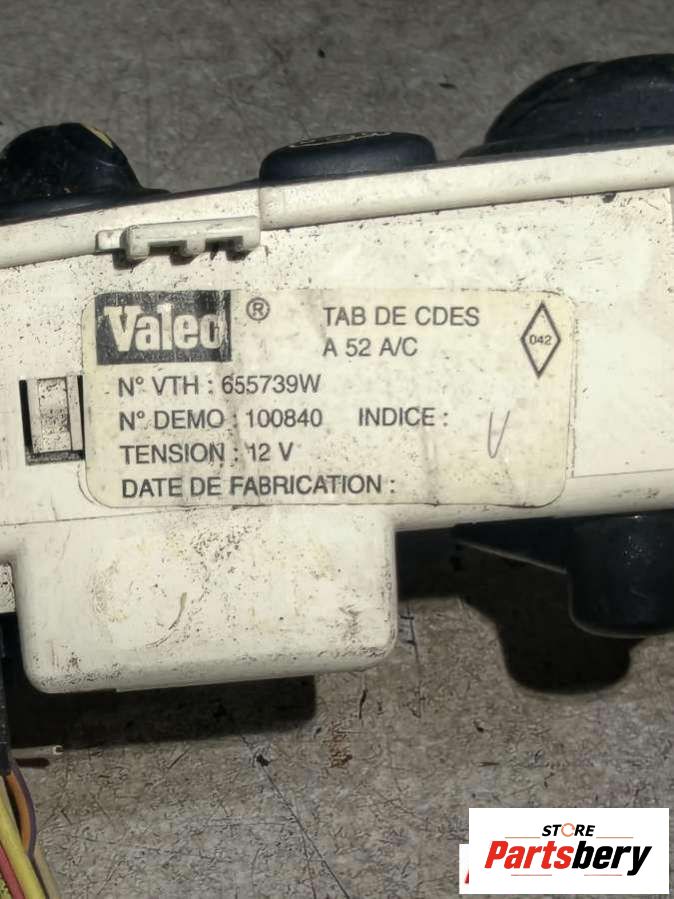 Valeo ® TAB DE CDES
A 52 A/C
042
N° VTH : 655739W
N° DEMO : 100840 INDICE : A
TENSION : 12 V
DATE DE FABRICATION :
STORE
Partsbery